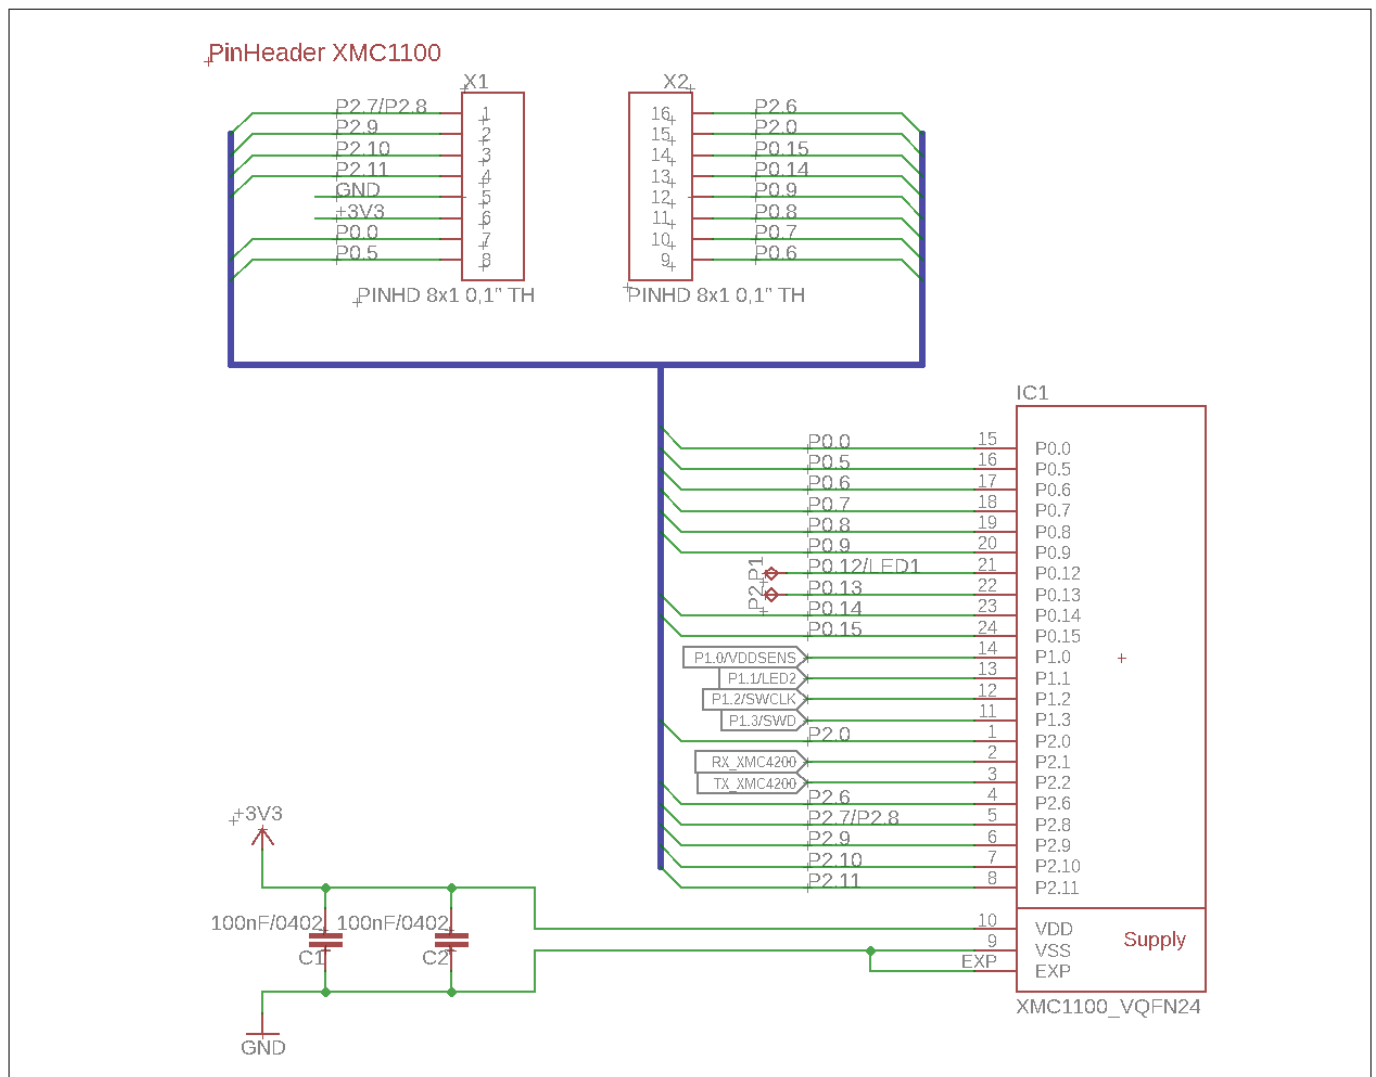 PinHeader XMC1100
X1
X2
P2.7/P2.8 1
P2.9 2
P2.10 3
P2.11 4
GND 5
+3V3 6
P0.0 7
P0.5 8
PINHD 8x1 0,1" TH
16 P2.6
15 P2.0
14 P0.15
13 P0.14
12 P0.9
11 P0.8
10 P0.7
9 P0.6
PINHD 8x1 0,1" TH
IC1
P0.0 15 P0.0
P0.5 16 P0.5
P0.6 17 P0.6
P0.7 18 P0.7
P0.8 19 P0.8
P0.9 20 P0.9
P1 P0.12/LED1 21 P0.12
P2 P0.13 22 P0.13
P0.14 23 P0.14
P0.15 24 P0.15
P1.0/VDDSENS 14 P1.0
P1.1/LED2 13 P1.1
P1.2/SWCLK 12 P1.2
P1.3/SWD 11 P1.3
P2.0 1 P2.0
RX_XMC4200 2 P2.1
TX_XMC4200 3 P2.2
P2.6 4 P2.6
P2.7/P2.8 5 P2.8
P2.9 6 P2.9
P2.10 7 P2.10
P2.11 8 P2.11
10 VDD
9 VSS
EXP EXP
Supply
XMC1100_VQFN24
+3V3
100nF/0402 100nF/0402
C1 C2
GND